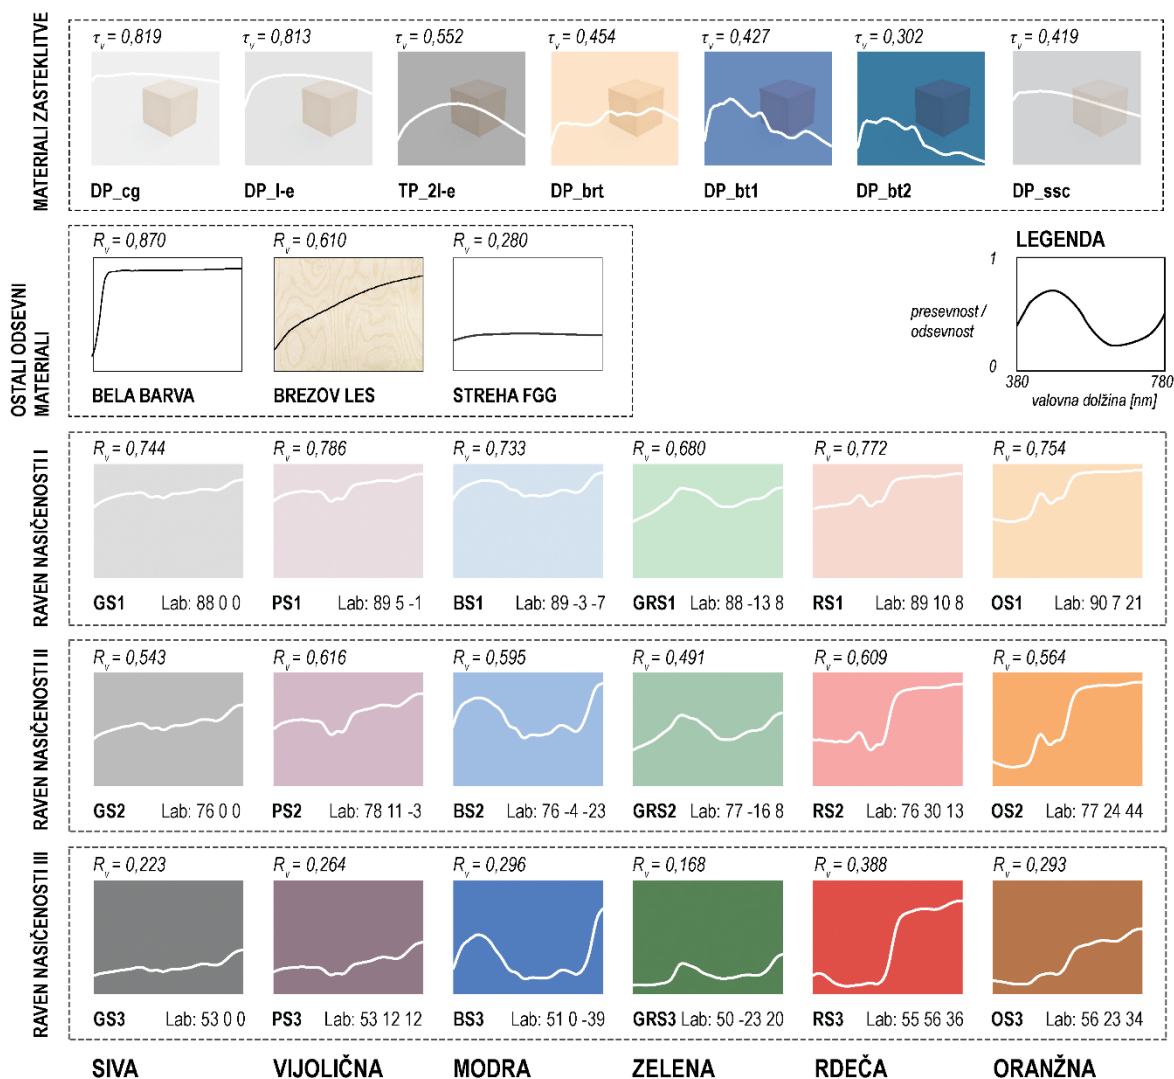 MATERIALI ZASTEKLITVE
τv = 0,819 τv = 0,813 τv = 0,552 τv = 0,454 τv = 0,427 τv = 0,302 τv = 0,419
DP_cg DP_l-e TP_2l-e DP_brt DP_bt1 DP_bt2 DP_ssc
OSTALI ODSEVNI
MATERIALI
Rv = 0,870 Rv = 0,610 Rv = 0,280
BELA BARVA BREZOV LES STREHA FGG
LEGENDA
1
presevnost /
odsevnost
0
380 780
valovna dolžina [nm]
RAVEN NASIČENOSTI I
Rv = 0,744 Rv = 0,786 Rv = 0,733 Rv = 0,680 Rv = 0,772 Rv = 0,754
GS1 Lab: 88 0 0 PS1 Lab: 89 5 -1 BS1 Lab: 89 -3 -7 GRS1 Lab: 88 -13 8 RS1 Lab: 89 10 8 OS1 Lab: 90 7 21
RAVEN NASIČENOSTI II
Rv = 0,543 Rv = 0,616 Rv = 0,595 Rv = 0,491 Rv = 0,609 Rv = 0,564
GS2 Lab: 76 0 0 PS2 Lab: 78 11 -3 BS2 Lab: 76 -4 -23 GRS2 Lab: 77 -16 8 RS2 Lab: 76 30 13 OS2 Lab: 77 24 44
RAVEN NASIČENOSTI III
Rv = 0,223 Rv = 0,264 Rv = 0,296 Rv = 0,168 Rv = 0,388 Rv = 0,293
GS3 Lab: 53 0 0 PS3 Lab: 53 12 12 BS3 Lab: 51 0 -39 GRS3 Lab: 50 -23 20 RS3 Lab: 55 56 36 OS3 Lab: 56 23 34
SIVA VIJOLIČNA MODRA ZELENA RDEČA ORANŽNA